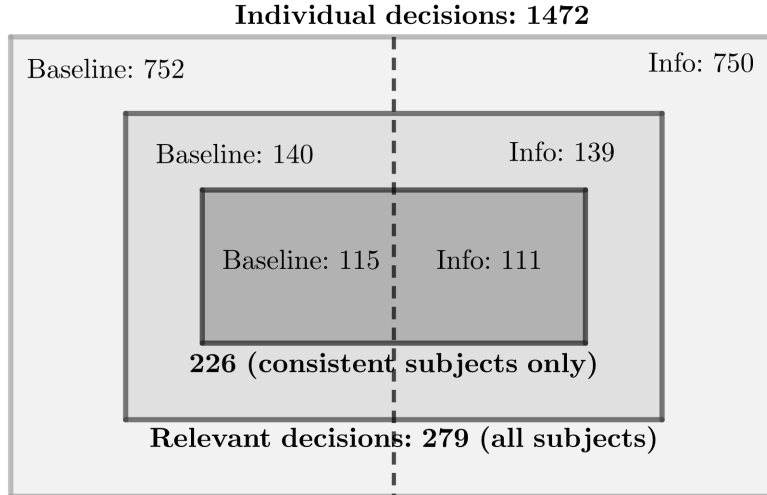 Individual decisions: 1472
Baseline: 752
Info: 750
Baseline: 140
Info: 139
Baseline: 115
Info: 111
226 (consistent subjects only)
Relevant decisions: 279 (all subjects)